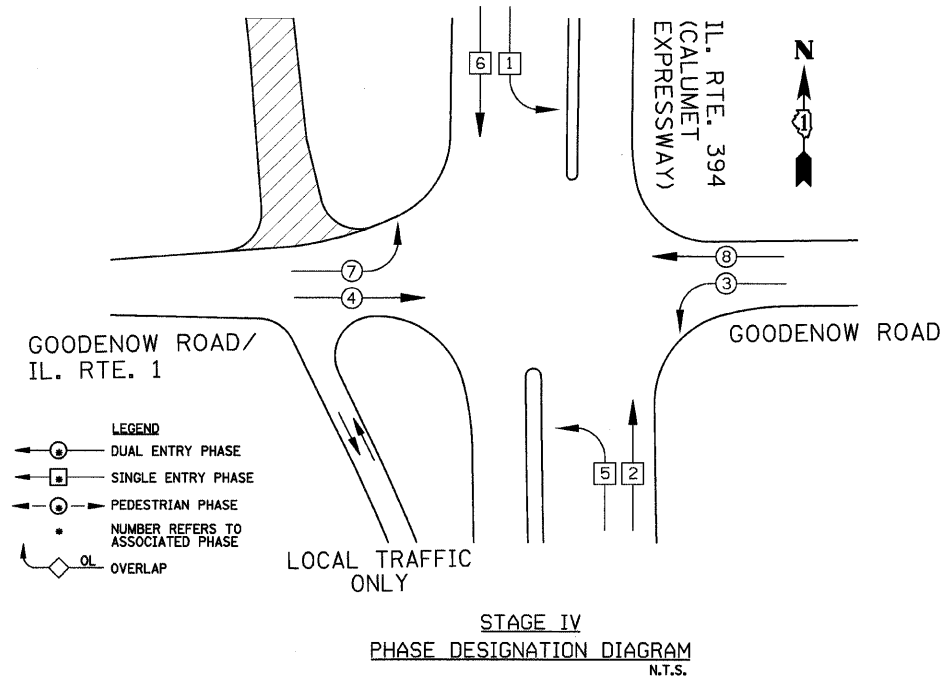 6
1
IL. RTE. 394
(CALUMET
EXPRESSWAY)
N
1
7
4
8
3
GOODENOW ROAD/
IL. RTE. 1
GOODENOW ROAD
LEGEND
* DUAL ENTRY PHASE
* SINGLE ENTRY PHASE
* PEDESTRIAN PHASE
* NUMBER REFERS TO
ASSOCIATED PHASE
OL OVERLAP
5
2
LOCAL TRAFFIC
ONLY
STAGE IV
PHASE DESIGNATION DIAGRAM
N.T.S.